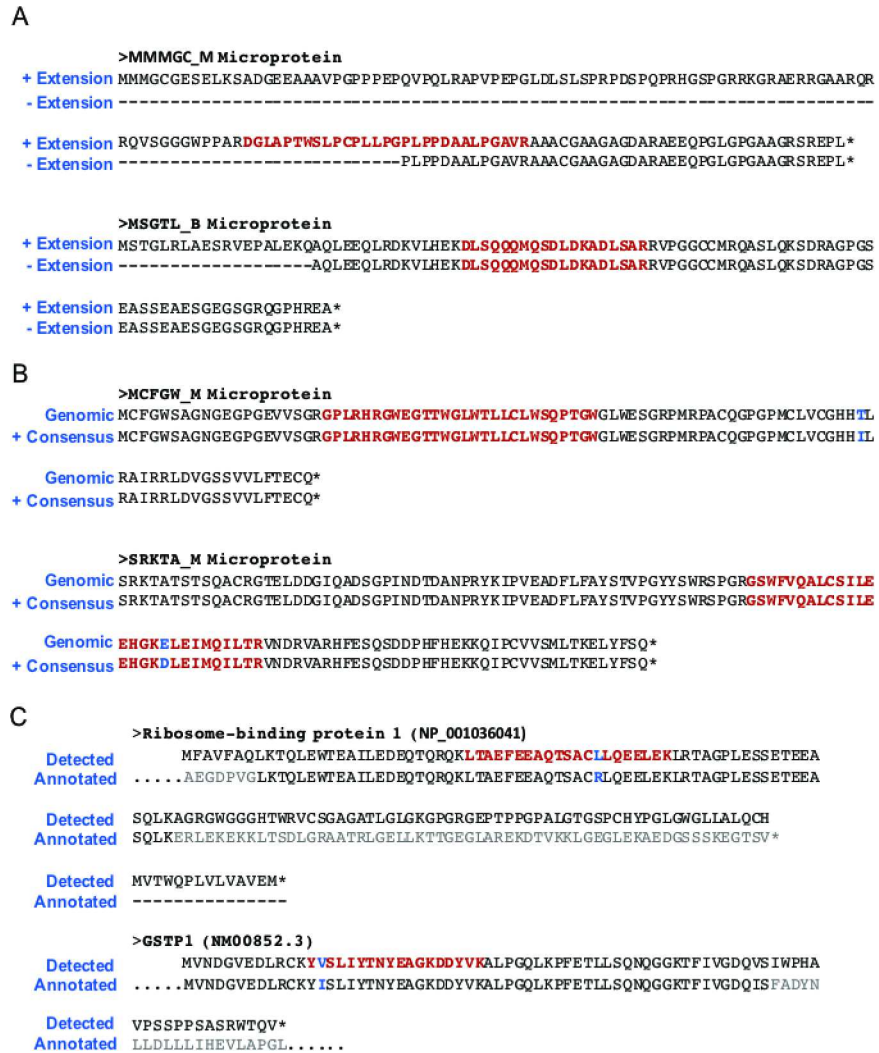 A
>MMMGC_M Microprotein
+ Extension MMMGCGESELKSADGEEAAAVPGPPPEPQVPQLRAPVPEPGLDLSLSPRPDSPQPRHGSPGRRKGRAERRGAARQR
- Extension ----------------------------------------------------------------------------
+ Extension RQVSGGGWPPARDGLAPTWSLPCPLLPGPLPPDAALPGAVRAAACGAAGAGDARAEEQPGLGPGAAGRSREPL*
- Extension -----------------------------PLPPDAALPGAVRAAACGAAGAGDARAEEQPGLGPGAAGRSREPL*
>MSGTL_B Microprotein
+ Extension MSTGLRLAESRVEPALEKQAQLEEQLRDKVLHEKDLSQQQMQSDLDKADLSARRVPGGCCMRQASLQKSDRAGPGS
- Extension -------------------AQLEEQLRDKVLHEKDLSQQQMQSDLDKADLSARRVPGGCCMRQASLQKSDRAGPGS
+ Extension EASSEAESGEGSGRQGPHREA*
- Extension EASSEAESGEGSGRQGPHREA*
B
>MCFGW_M Microprotein
Genomic MCFGWSAGNGEGPGEVVSGRGPLRHRGWEGTTWGLWTLLCLWSQPTGWGLWESGRPMRPACQGPGPMCLVCGHHTL
+ Consensus MCFGWSAGNGEGPGEVVSGRGPLRHRGWEGTTWGLWTLLCLWSQPTGWGLWESGRPMRPACQGPGPMCLVCGHHIL
Genomic RAIRRLDVGSSVVLFTECQ*
+ Consensus RAIRRLDVGSSVVLFTECQ*
>SRKTA_M Microprotein
Genomic SRKTATSTSQACRGTELDDGIQADSGPINDTDANPRYKIPVEADFLFAYSTVPGYYSWRSPGRGSWFVQALCSILE
+ Consensus SRKTATSTSQACRGTELDDGIQADSGPINDTDANPRYKIPVEADFLFAYSTVPGYYSWRSPGRGSWFVQALCSILE
Genomic EHGKELEIMQILTRVNDRVARHFESQSDDPHFHEKKQIPCVVSMLTKELYFSQ*
+ Consensus EHGKDLEIMQILTRVNDRVARHFESQSDDPHFHEKKQIPCVVSMLTKELYFSQ*
C
>Ribosome-binding protein 1 (NP_001036041)
Detected MFAVFAQLKTQLEWTEAILEDEQTQRQKLTAEFEEAQTSACLLQEELEKLRTAGPLESSETEEA
Annotated .....AEGDPVGLKTQLEWTEAILEDEQTQRQKLTAEFEEAQTSACRLQEELEKLRTAGPLESSETEEA
Detected SQLKAGRGWGGGHTWRVCSGAGATLGLGKGPGRGEPTPPGPALGTGSPCHYPGLGWGLLALQCH
Annotated SQLKERLEKEKKLTSDLGRAATRLGELLKTTGEGLAREKDTVKKLGEGLEKAEDGSSSKEGTSV*
Detected MVTWQPLVLVAVEM*
Annotated ---------------
>GSTP1 (NM00852.3)
Detected MVNDGVEDLRCKYVSLIYTNYEAGKDDYVKALPGQLKPFETLLSQNQGGKTFIVGDQVSIWPHA
Annotated .....MVNDGVEDLRCKYISLIYTNYEAGKDDYVKALPGQLKPFETLLSQNQGGKTFIVGDQISFADYN
Detected VPSSPPSASRWTQV*
Annotated LLDLLLIHEVLAPGL......